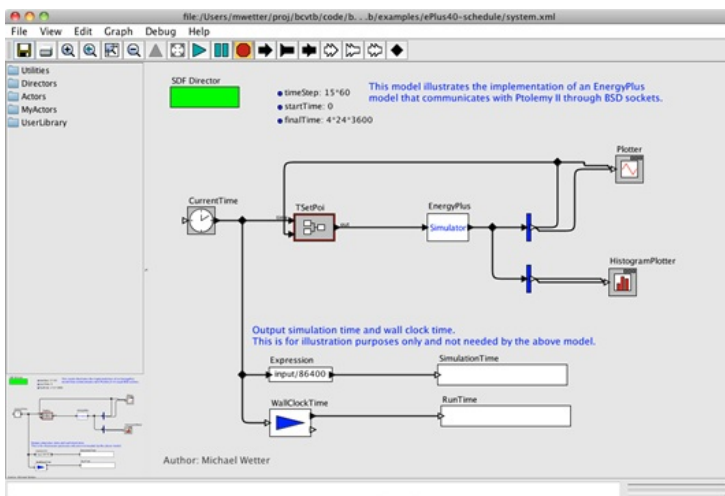 file:/Users/mwetter/proj/bcvtb/code/b. . .b/examples/ePlus40-schedule/system.xml
File View Edit Graph Debug Help
Utilities
Directors
Actors
MyActors
UserLibrary
SDF Director
timeStep: 15*60
startTime: 0
finalTime: 4*24*3600
This model illustrates the implementation of an EnergyPlus
model that communicates with Ptolemy II through BSD sockets.
Plotter
CurrentTime
TSetPoi
EnergyPlus
Simulator
HistogramPlotter
Output simulation time and wall clock time.
This is for illustration purposes only and not needed by the above model.
Expression
input/86400
SimulationTime
WallClockTime
RunTime
Author: Michael Wetter